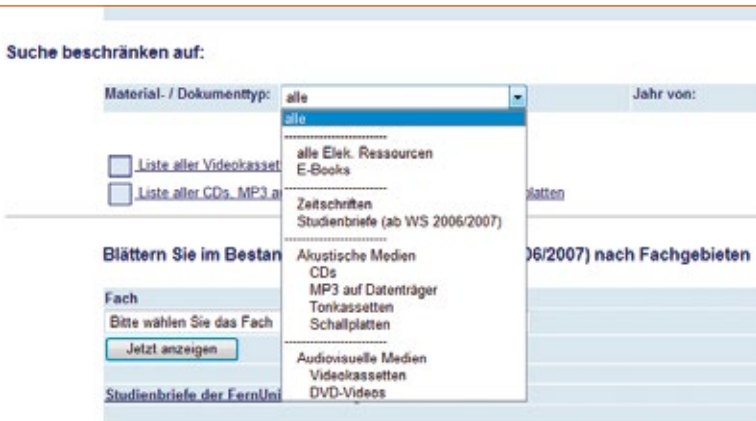 Suche beschränken auf:
Material- / Dokumenttyp: alle Jahr von:
alle
-------------------------
alle Elek. Ressourcen
E-Books
-------------------------
Zeitschriften
Studienbriefe (ab WS 2006/2007)
-------------------------
Akustische Medien
CDs
MP3 auf Datenträger
Tonkassetten
Schallplatten
-------------------------
Audiovisuelle Medien
Videokassetten
DVD-Videos
Liste aller Videokasset
Liste aller CDs, MP3 a platten
Blättern Sie im Bestan 06/2007) nach Fachgebieten
Fach
Bitte wählen Sie das Fach
Jetzt anzeigen
Studienbriefe der FernUni